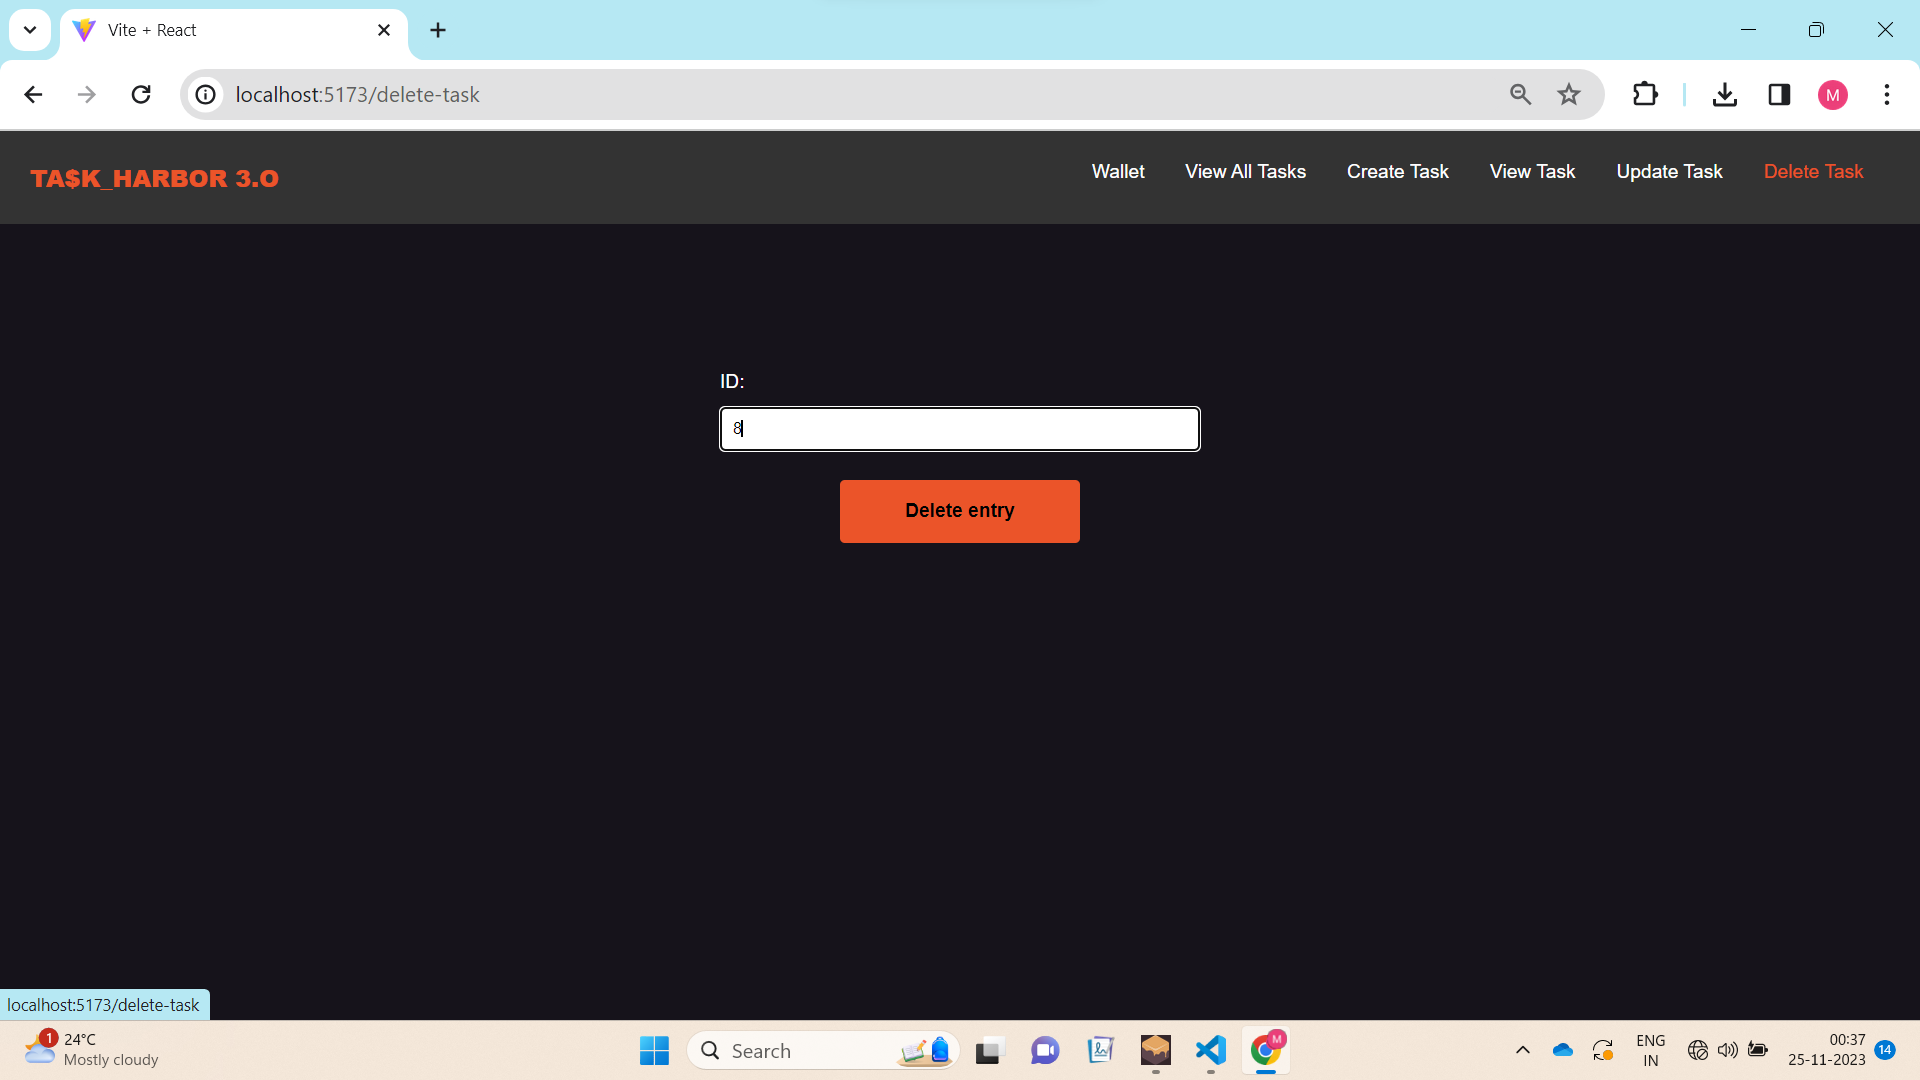 Vite + React
localhost:5173/delete-task
M
TA$K_HARBOR 3.O
Wallet View All Tasks Create Task View Task Update Task Delete Task
ID:
8
Delete entry
localhost:5173/delete-task
1
24°C
Mostly cloudy
Search
M
ENG
IN
00:37
25-11-2023
14